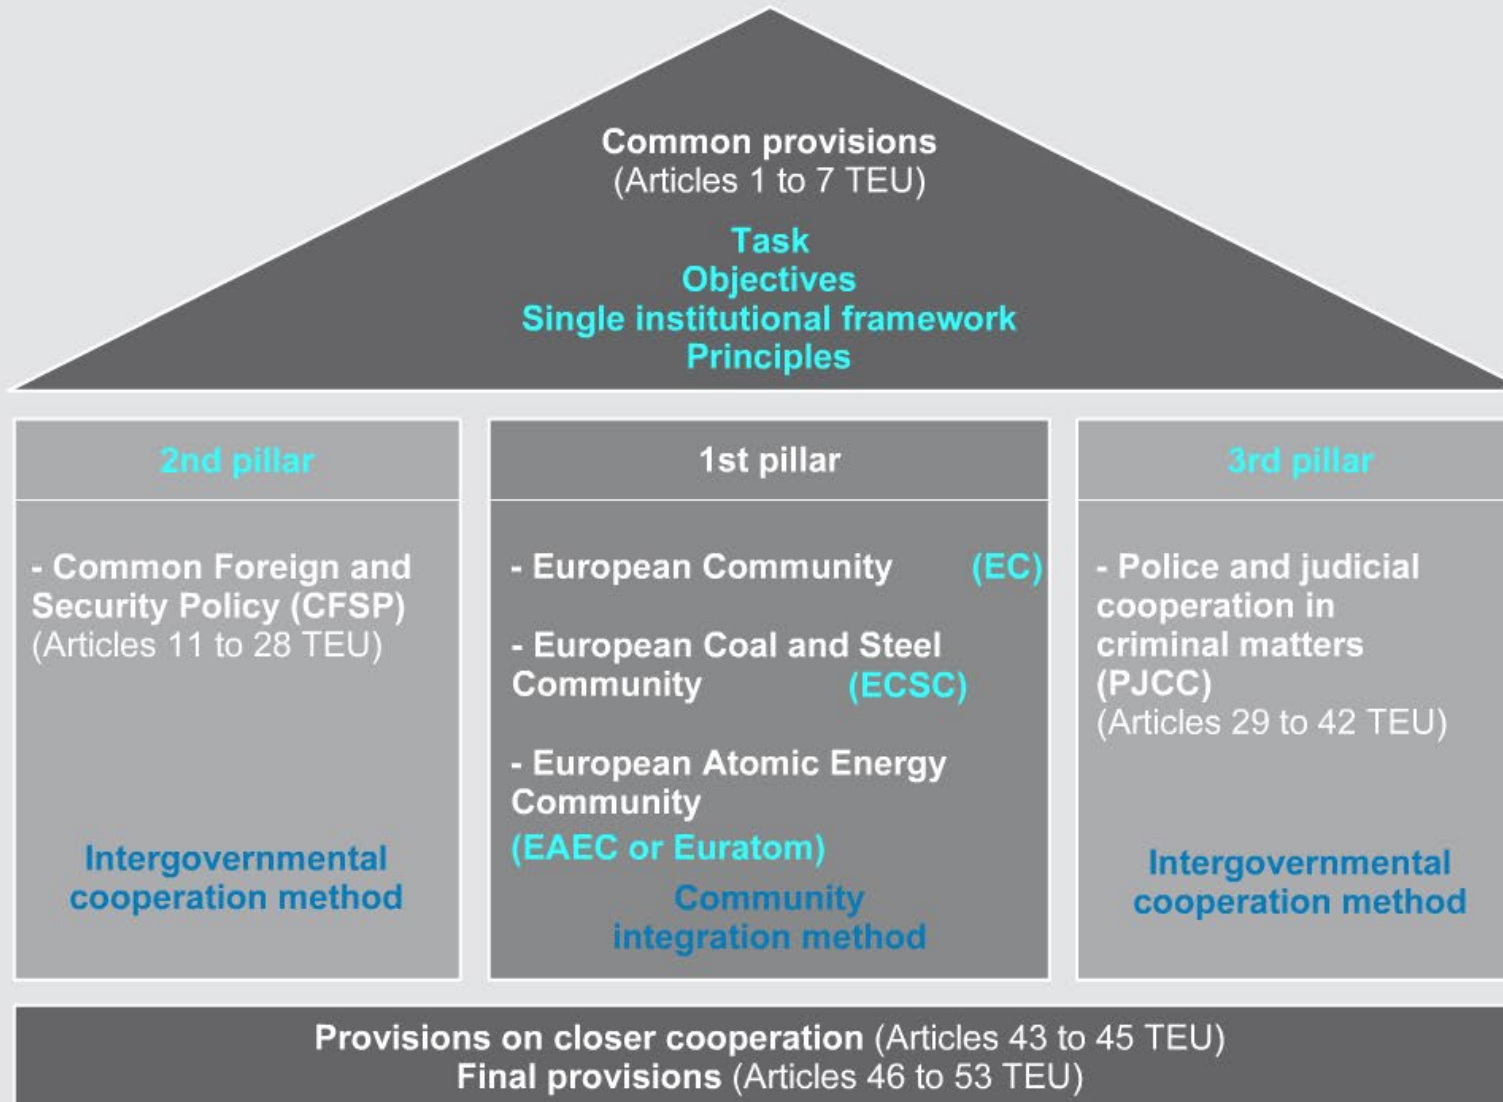 Common provisions
(Articles 1 to 7 TEU)
Task
Objectives
Single institutional framework
Principles
2nd pillar
- Common Foreign and
Security Policy (CFSP)
(Articles 11 to 28 TEU)
Intergovernmental
cooperation method
1st pillar
- European Community (EC)
- European Coal and Steel
Community (ECSC)
- European Atomic Energy
Community
(EAEC or Euratom)
Community
integration method
3rd pillar
- Police and judicial
cooperation in
criminal matters
(PJCC)
(Articles 29 to 42 TEU)
Intergovernmental
cooperation method
Provisions on closer cooperation (Articles 43 to 45 TEU)
Final provisions (Articles 46 to 53 TEU)